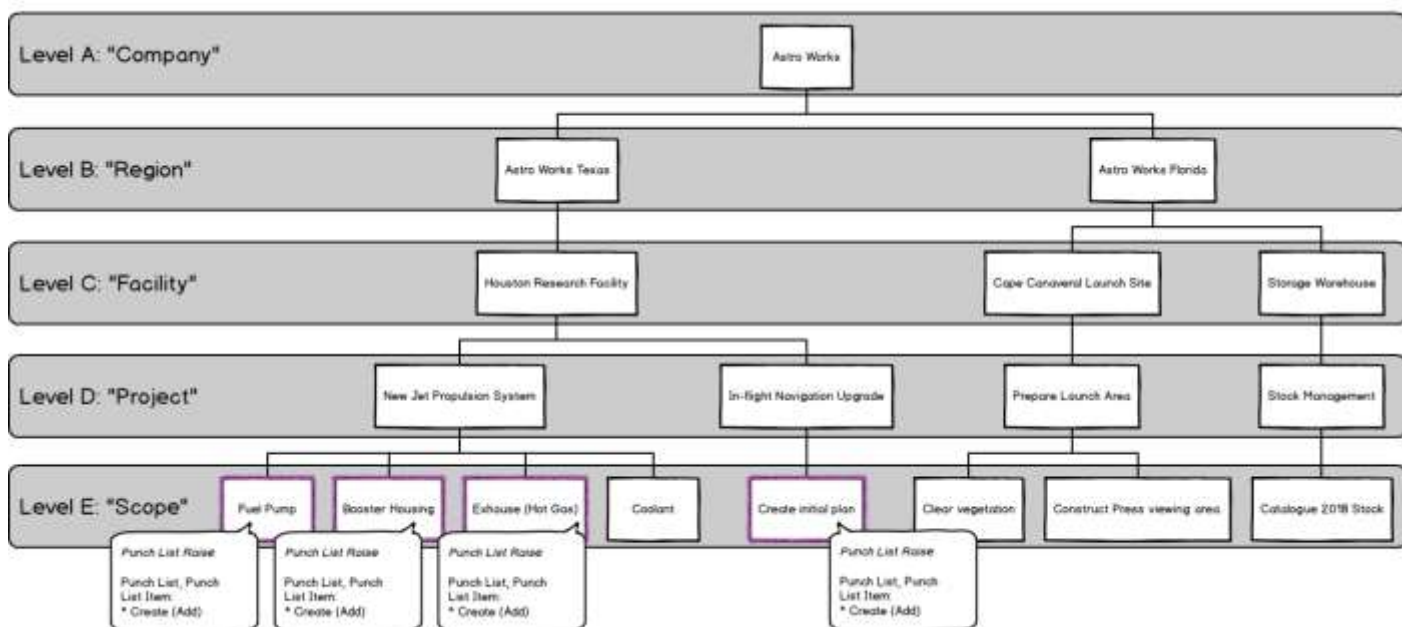 Level A: "Company"
Astro Works
Level B: "Region"
Astro Works Texas
Astro Works Florida
Level C: "Facility"
Houston Research Facility
Cape Canaveral Launch Site
Storage Warehouse
Level D: "Project"
New Jet Propulsion System
In-flight Navigation Upgrade
Prepare Launch Area
Stock Management
Level E: "Scope"
Fuel Pump
Booster Housing
Exhouse (Hot Gas)
Coolant
Create initial plan
Clear vegetation
Construct Press viewing area
Catalogue 2018 Stock
Punch List Raise
Punch List, Punch
List Item:
* Create (Add)
Punch List Raise
Punch List, Punch
List Item:
* Create (Add)
Punch List Raise
Punch List, Punch
List Item:
* Create (Add)
Punch List Raise
Punch List, Punch
List Item:
* Create (Add)